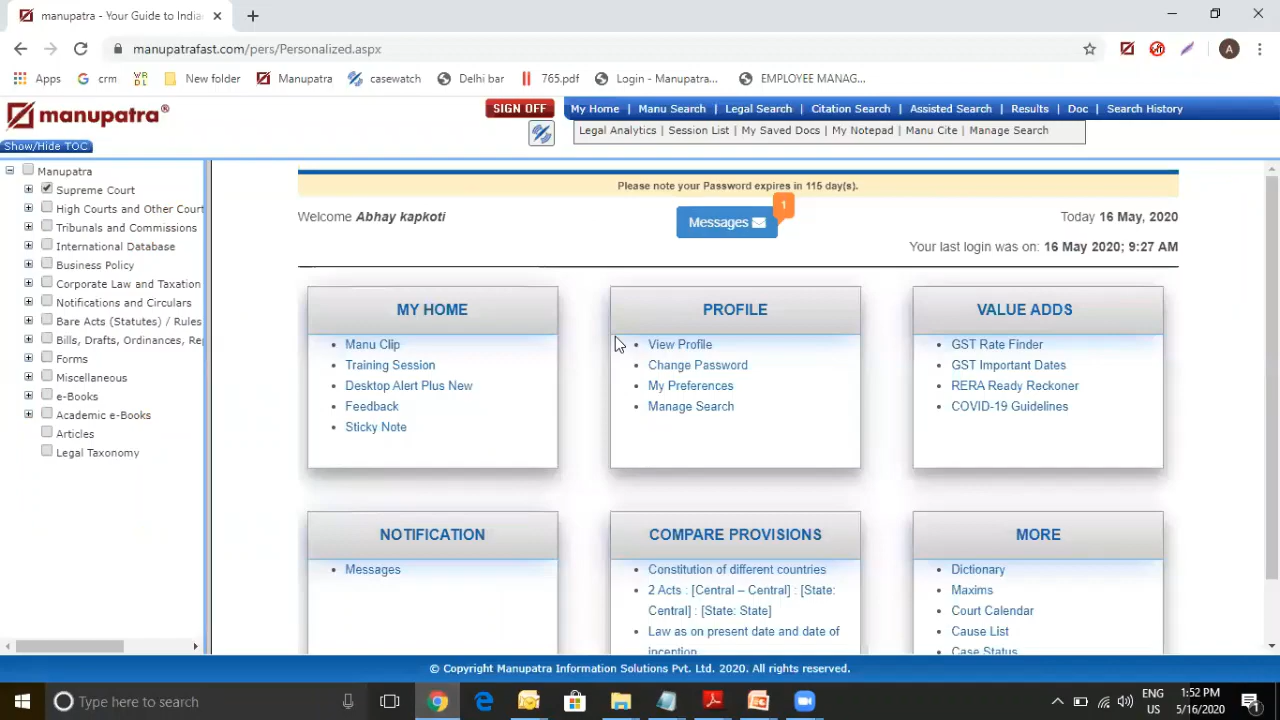 manupatra - Your Guide to India
manupatrafast.com/pers/Personalized.aspx
A
Apps
crm
New folder
Manupatra
casewatch
Delhi bar
765.pdf
Login - Manupatra...
EMPLOYEE MANAG...
manupatra®
SIGN OFF
My Home | Manu Search | Legal Search | Citation Search | Assisted Search | Results | Doc | Search History
Legal Analytics | Session List | My Saved Docs | My Notepad | Manu Cite | Manage Search
Show/Hide TOC
Manupatra
Supreme Court
High Courts and Other Court
Tribunals and Commissions
International Database
Business Policy
Corporate Law and Taxation
Notifications and Circulars
Bare Acts (Statutes) / Rules
Bills, Drafts, Ordinances, Rep
Forms
Miscellaneous
e-Books
Academic e-Books
Articles
Legal Taxonomy
Please note your Password expires in 115 day(s).
Welcome Abhay kapkoti
Messages
1
Today 16 May, 2020
Your last login was on: 16 May 2020; 9:27 AM
MY HOME
Manu Clip
Training Session
Desktop Alert Plus New
Feedback
Sticky Note
PROFILE
View Profile
Change Password
My Preferences
Manage Search
VALUE ADDS
GST Rate Finder
GST Important Dates
RERA Ready Reckoner
COVID-19 Guidelines
NOTIFICATION
Messages
COMPARE PROVISIONS
Constitution of different countries
2 Acts : [Central – Central] : [State:
Central] : [State: State]
Law as on present date and date of
inception
MORE
Dictionary
Maxims
Court Calendar
Cause List
Case Status
© Copyright Manupatra Information Solutions Pvt. Ltd. 2020. All rights reserved.
Type here to search
ENG
US
1:52 PM
5/16/2020
1